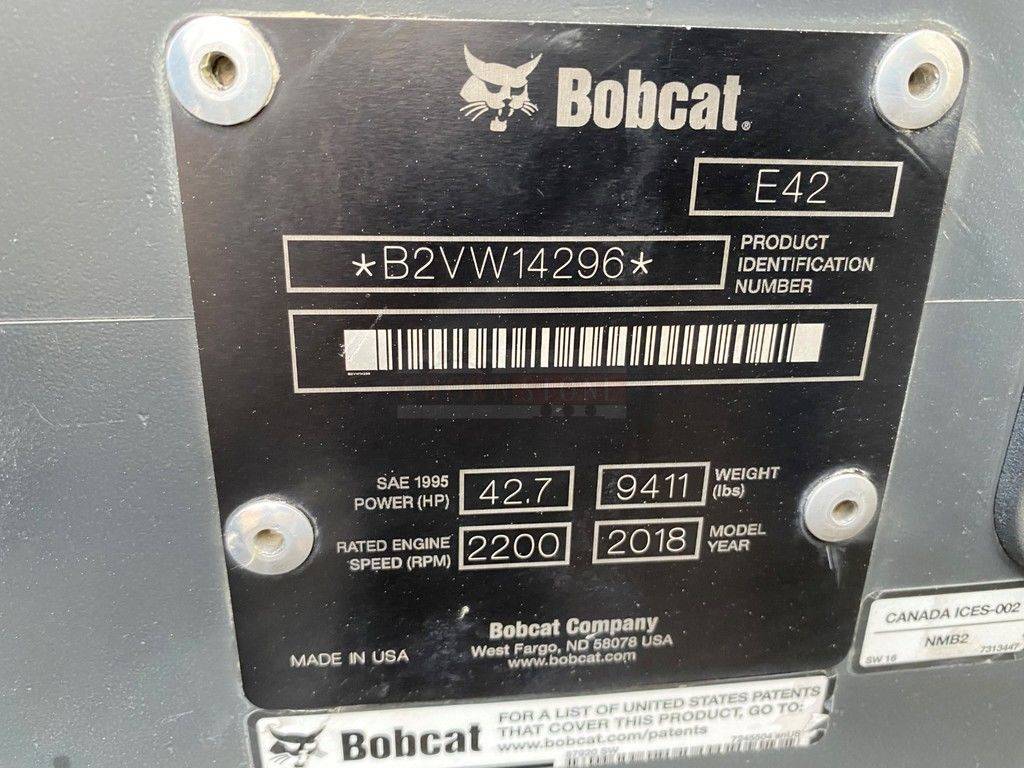 Bobcat®
E42
*B2VW14296*
PRODUCT
IDENTIFICATION
NUMBER
SAE 1995
POWER (HP)
42.7
9411
WEIGHT
(lbs)
RATED ENGINE
SPEED (RPM)
2200
2018
MODEL
YEAR
Bobcat Company
West Fargo, ND 58078 USA
www.bobcat.com
MADE IN USA
CANADA ICES-002
NMB2
SW 16
7313447
Bobcat
FOR A LIST OF UNITED STATES PATENTS
THAT COVER THIS PRODUCT, GO TO:
www.bobcat.com/patents